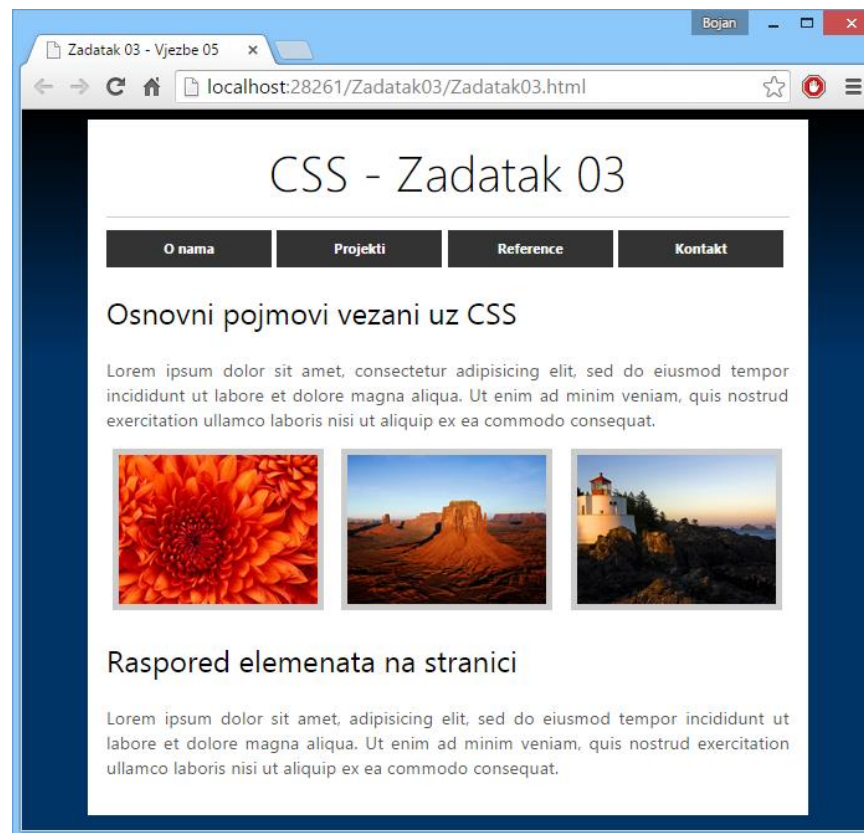 Bojan
Zadatak 03 - Vjezbe 05
localhost:28261/Zadatak03/Zadatak03.html
CSS - Zadatak 03
O nama Projekti Reference Kontakt
Osnovni pojmovi vezani uz CSS
Lorem ipsum dolor sit amet, consectetur adipisicing elit, sed do eiusmod tempor
incididunt ut labore et dolore magna aliqua. Ut enim ad minim veniam, quis nostrud
exercitation ullamco laboris nisi ut aliquip ex ea commodo consequat.
Raspored elemenata na stranici
Lorem ipsum dolor sit amet, adipisicing elit, sed do eiusmod tempor incididunt ut
labore et dolore magna aliqua. Ut enim ad minim veniam, quis nostrud exercitation
ullamco laboris nisi ut aliquip ex ea commodo consequat.